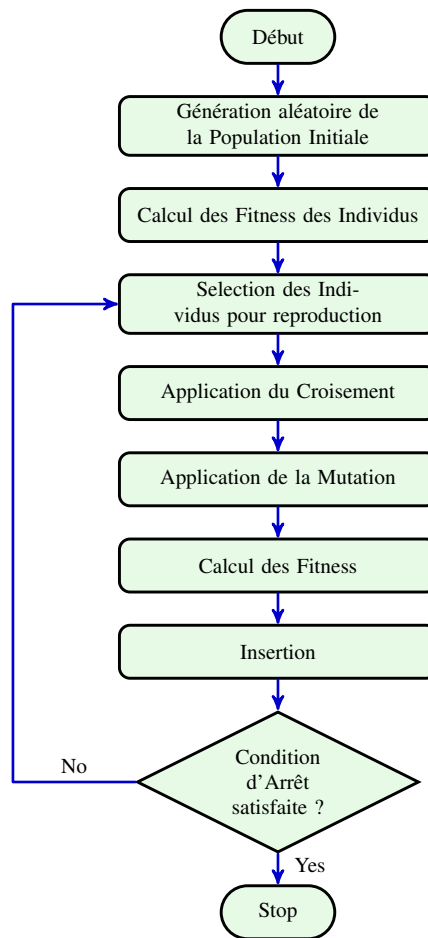 Début
Génération aléatoire de
la Population Initiale
Calcul des Fitness des Individus
Selection des Indi-
vidus pour reproduction
Application du Croisement
Application de la Mutation
Calcul des Fitness
Insertion
Condition
d'Arrêt
satisfaite ?
No
Yes
Stop